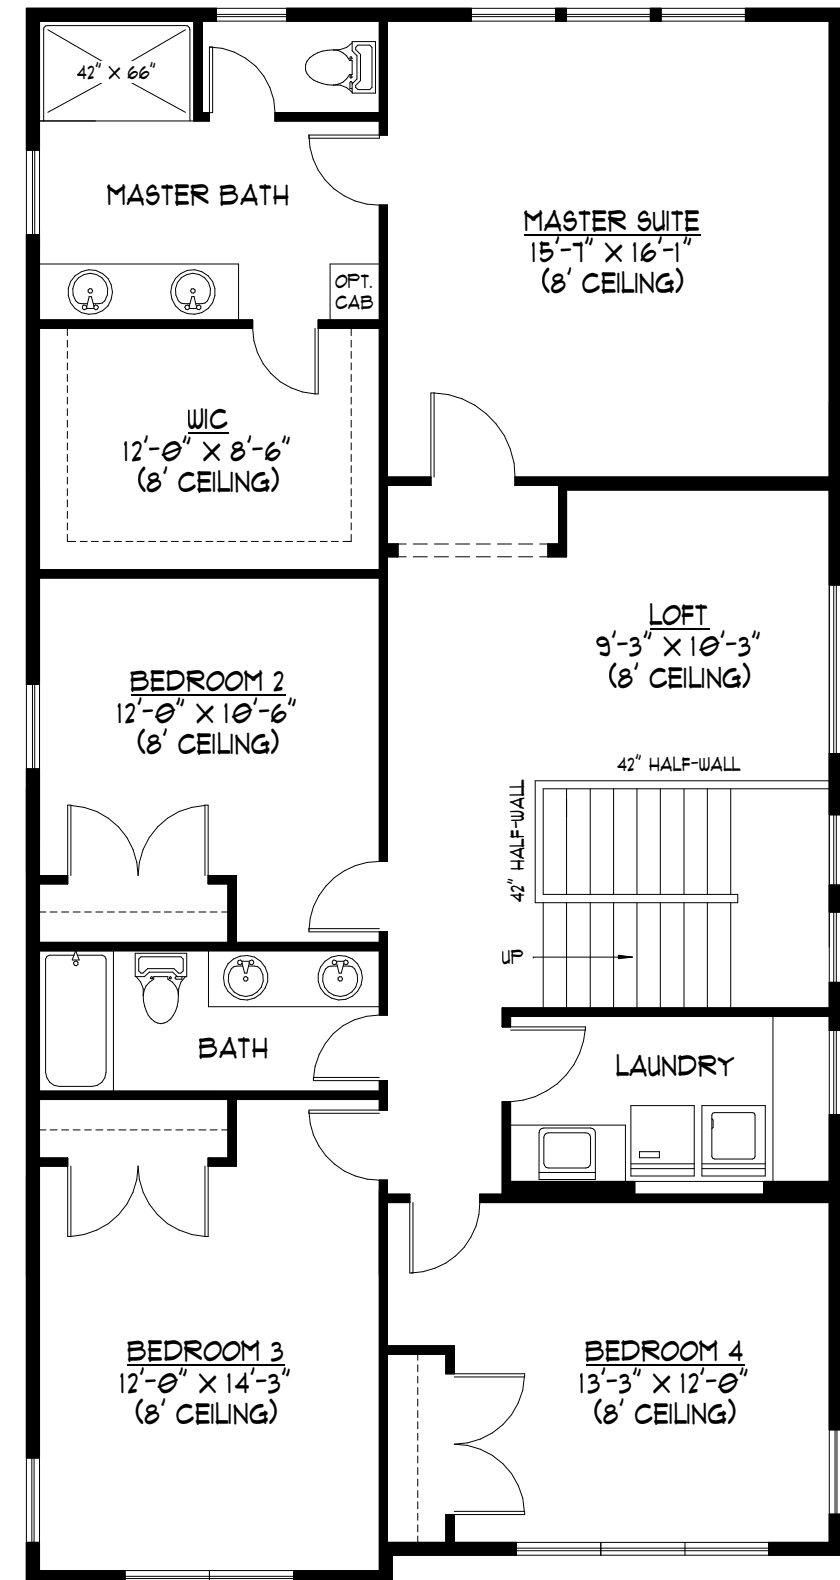 42" X 66"
MASTER BATH
MASTER SUITE
15'-7" X 16'-1"
(8' CEILING)
OPT.
CAB
WIC
12'-0" X 8'-6"
(8' CEILING)
LOFT
9'-3" X 10'-3"
(8' CEILING)
BEDROOM 2
12'-0" X 10'-6"
(8' CEILING)
42" HALF-WALL
42" HALF-WALL
UP
BATH
LAUNDRY
BEDROOM 3
12'-0" X 14'-3"
(8' CEILING)
BEDROOM 4
13'-3" X 12'-0"
(8' CEILING)